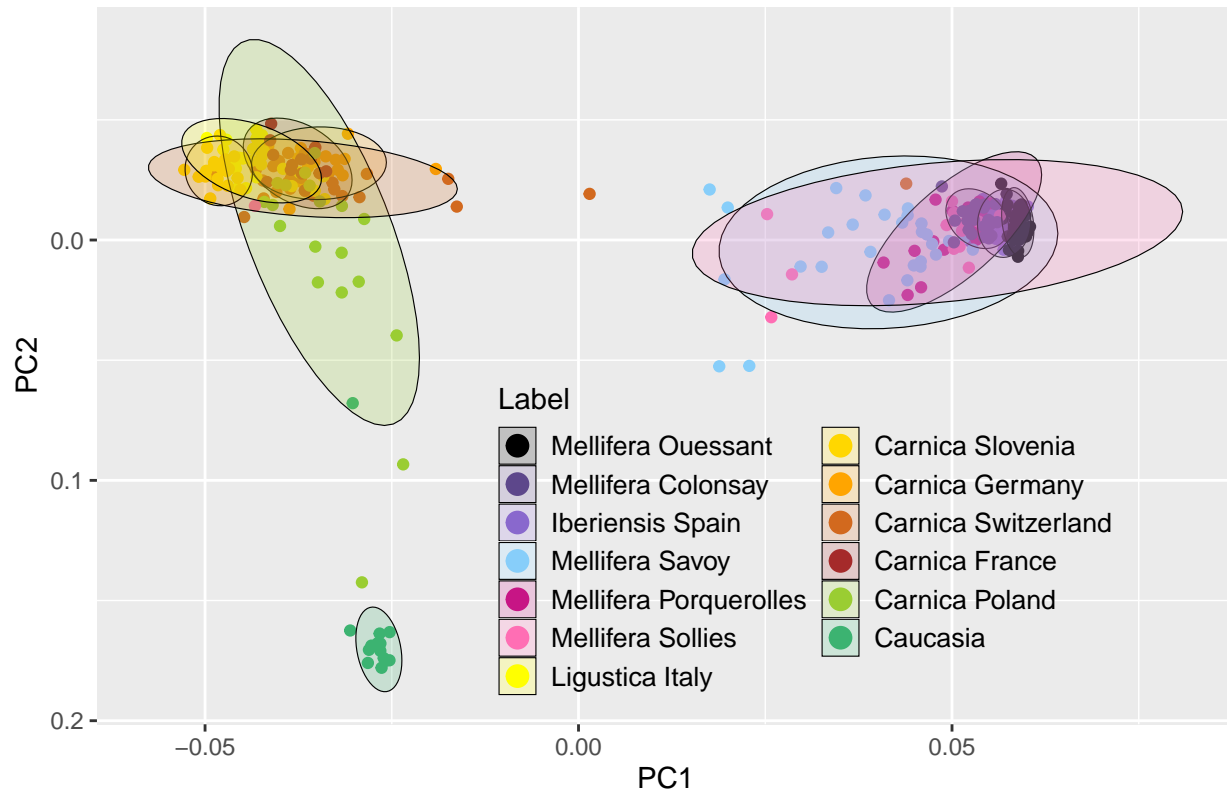 PC2
0.0
0.1
0.2
−0.05
0.00
0.05
PC1
Label
Mellifera Ouessant
Mellifera Colonsay
Iberiensis Spain
Mellifera Savoy
Mellifera Porquerolles
Mellifera Sollies
Ligustica Italy
Carnica Slovenia
Carnica Germany
Carnica Switzerland
Carnica France
Carnica Poland
Caucasia